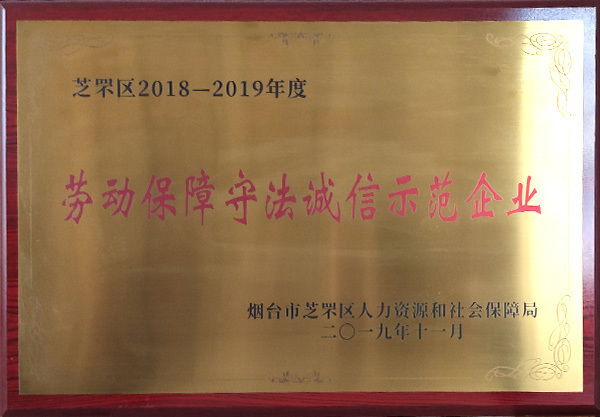 芝罘区2018—2019年度
劳动保障守法诚信示范企业
烟台市芝罘区人力资源和社会保障局
二〇一九年十一月